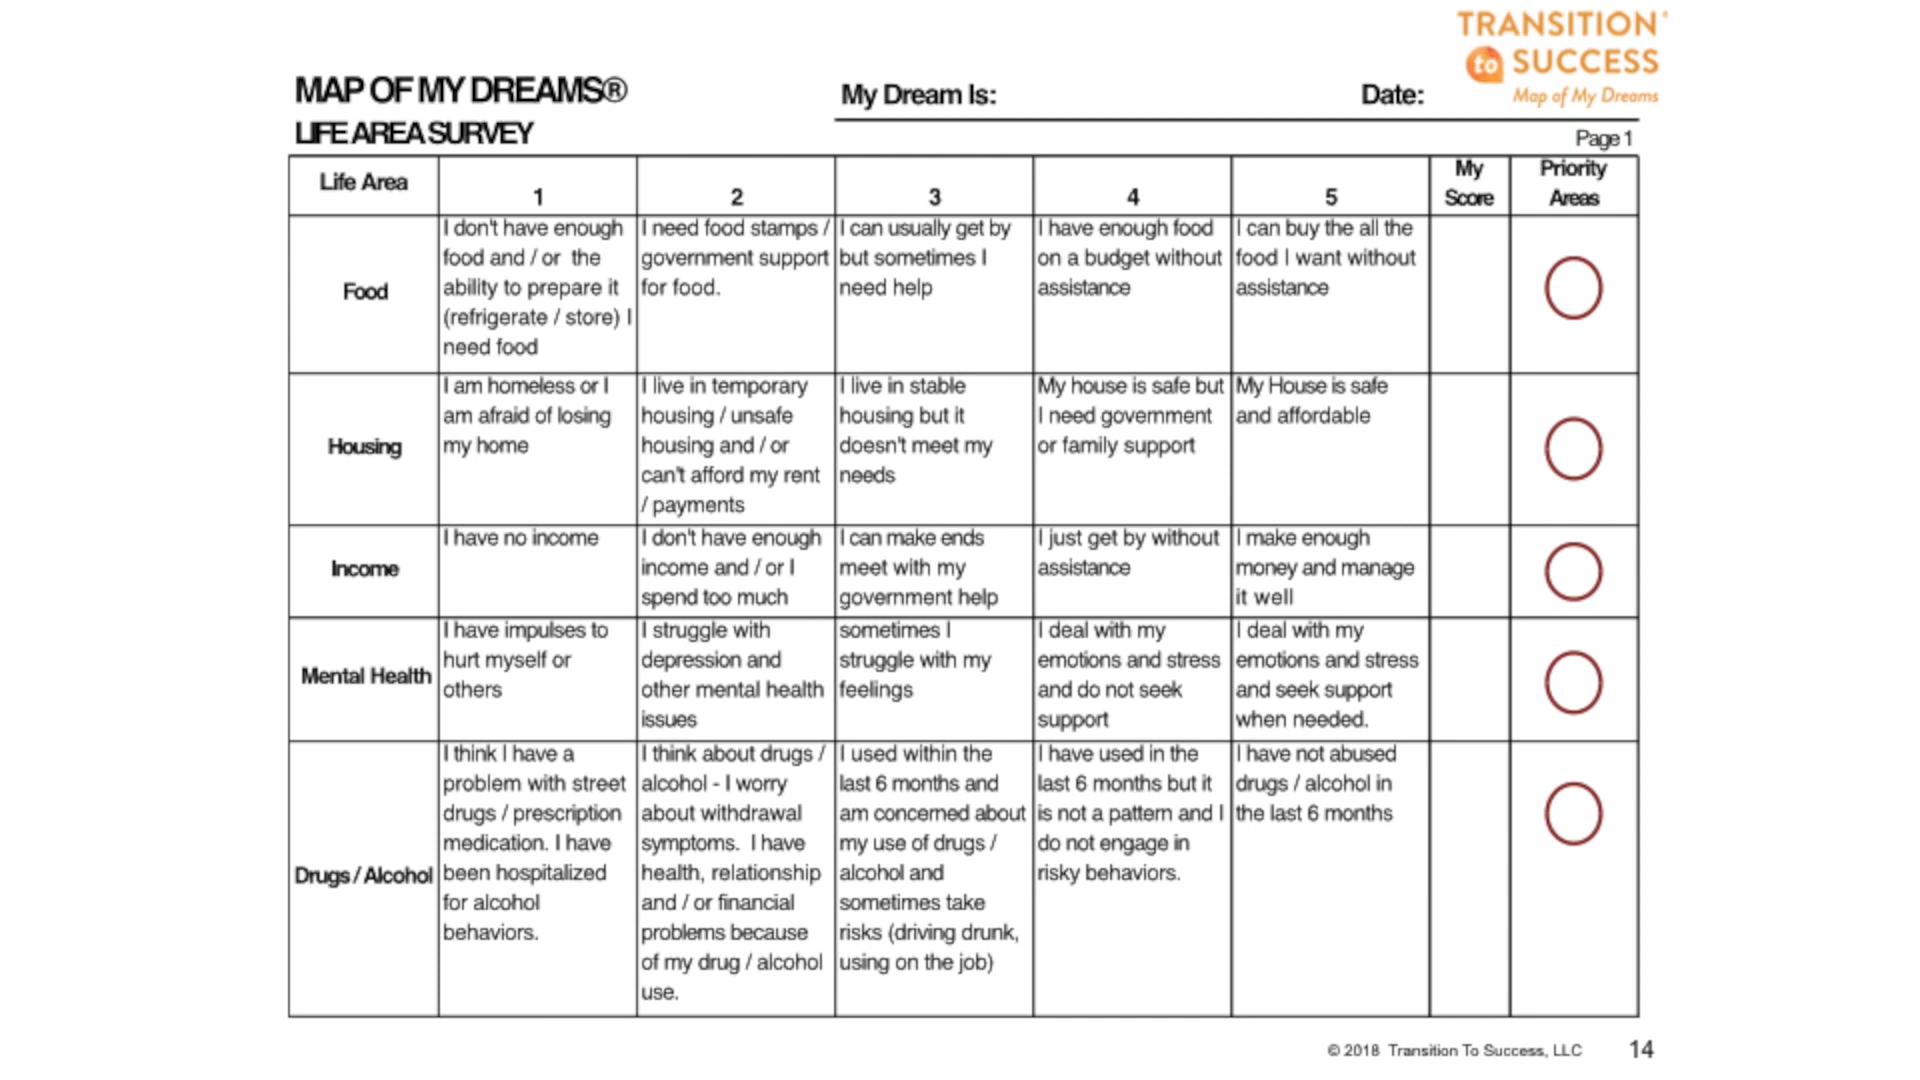 TRANSITION
to SUCCESS
Map of My Dreams
MAP OF MY DREAMS®
My Dream Is:
Date:
LIFE AREA SURVEY
Page 1
Life Area
1
2
3
4
5
My
Score
Priority
Areas
Food
I don't have enough
food and / or the
ability to prepare it
(refrigerate / store) I
need food
I need food stamps /
government support
for food.
I can usually get by
but sometimes I
need help
I have enough food
on a budget without
assistance
I can buy the all the
food I want without
assistance
Housing
I am homeless or I
am afraid of losing
my home
I live in temporary
housing / unsafe
housing and / or
can't afford my rent
/ payments
I live in stable
housing but it
doesn't meet my
needs
My house is safe but
I need government
or family support
My House is safe
and affordable
Income
I have no income
I don't have enough
income and / or I
spend too much
I can make ends
meet with my
government help
I just get by without
assistance
I make enough
money and manage
it well
Mental Health
I have impulses to
hurt myself or
others
I struggle with
depression and
other mental health
issues
sometimes I
struggle with my
feelings
I deal with my
emotions and stress
and do not seek
support
I deal with my
emotions and stress
and seek support
when needed.
Drugs / Alcohol
I think I have a
problem with street
drugs / prescription
medication. I have
been hospitalized
for alcohol
behaviors.
I think about drugs /
alcohol - I worry
about withdrawal
symptoms. I have
health, relationship
and / or financial
problems because
of my drug / alcohol
use.
I used within the
last 6 months and
am concerned about
my use of drugs /
alcohol and
sometimes take
risks (driving drunk,
using on the job)
I have used in the
last 6 months but it
is not a pattern and I
do not engage in
risky behaviors.
I have not abused
drugs / alcohol in
the last 6 months
© 2018 Transition To Success, LLC
14